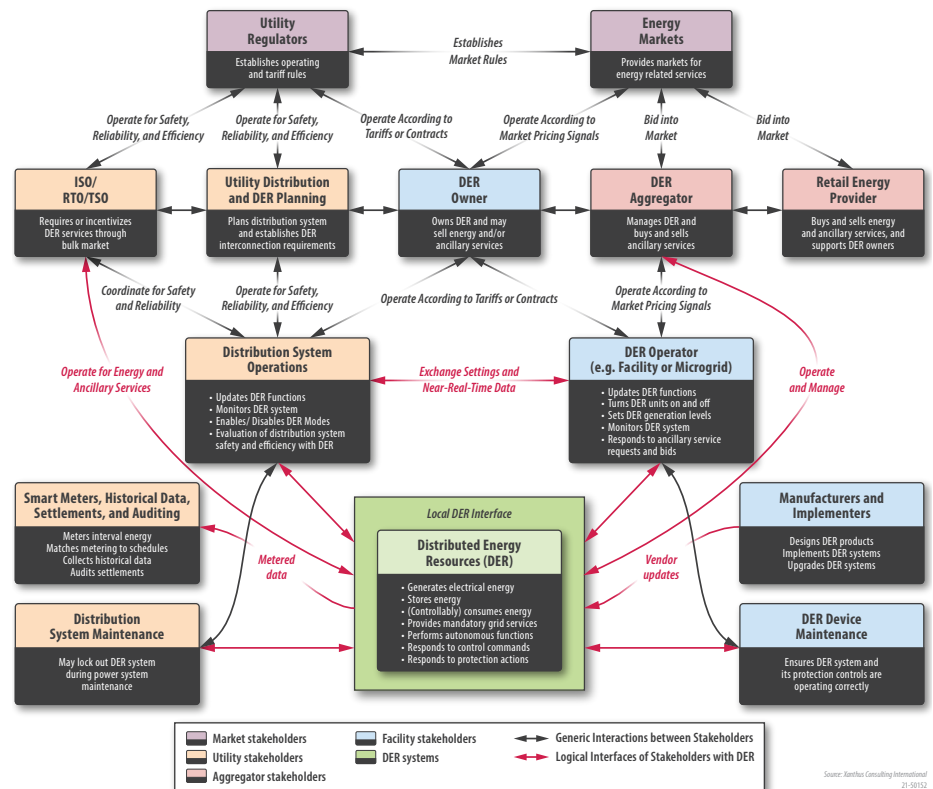 Utility
Regulators
Establishes operating
and tariff rules
Establishes
Market Rules
Energy
Markets
Provides markets for
energy related services
Operate for Safety,
Reliability, and Efficiency
Operate for Safety,
Reliability, and Efficiency
Operate According to
Tariffs or Contracts
Operate According to
Market Pricing Signals
Bid into
Market
Bid into
Market
ISO/
RTO/TSO
Requires or incentivizes
DER services through
bulk market
Utility Distribution
and DER Planning
Plans distribution system
and establishes DER
interconnection requirements
DER
Owner
Owns DER and may
sell energy and/or
ancillary services
DER
Aggregator
Manages DER and
buys and sells
ancillary services
Retail Energy
Provider
Buys and sells energy
and ancillary services, and
supports DER owners
Coordinate for Safety
and Reliability
Operate for Safety,
Reliability, and Efficiency
Operate According to Tariffs or Contracts
Operate According to
Market Pricing Signals
Operate for Energy and
Ancillary Services
Distribution System
Operations
• Updates DER Functions
• Monitors DER system
• Enables/ Disables DER Modes
• Evaluation of distribution system
safety and efficiency with DER
Exchange Settings and
Near-Real-Time Data
DER Operator
(e.g. Facility or Microgrid)
• Updates DER functions
• Turns DER units on and off
• Sets DER generation levels
• Monitors DER system
• Responds to ancillary service
requests and bids
Operate
and Manage
Smart Meters, Historical Data,
Settlements, and Auditing
Meters interval energy
Matches metering to schedules
Collects historical data
Audits settlements
Metered
data
Local DER Interface
Distributed Energy
Resources (DER)
• Generates electrical energy
• Stores energy
• (Controllably) consumes energy
• Provides mandatory grid services
• Performs autonomous functions
• Responds to control commands
• Responds to protection actions
Vendor
updates
Manufacturers and
Implementers
Designs DER products
Implements DER systems
Upgrades DER systems
Distribution
System Maintenance
May lock out DER system
during power system
maintenance
DER Device
Maintenance
Ensures DER system and
its protection controls are
operating correctly
Market stakeholders
Utility stakeholders
Aggregator stakeholders
Facility stakeholders
DER systems
Generic Interactions between Stakeholders
Logical Interfaces of Stakeholders with DER
Source: Xanthus Consulting International
21-50152